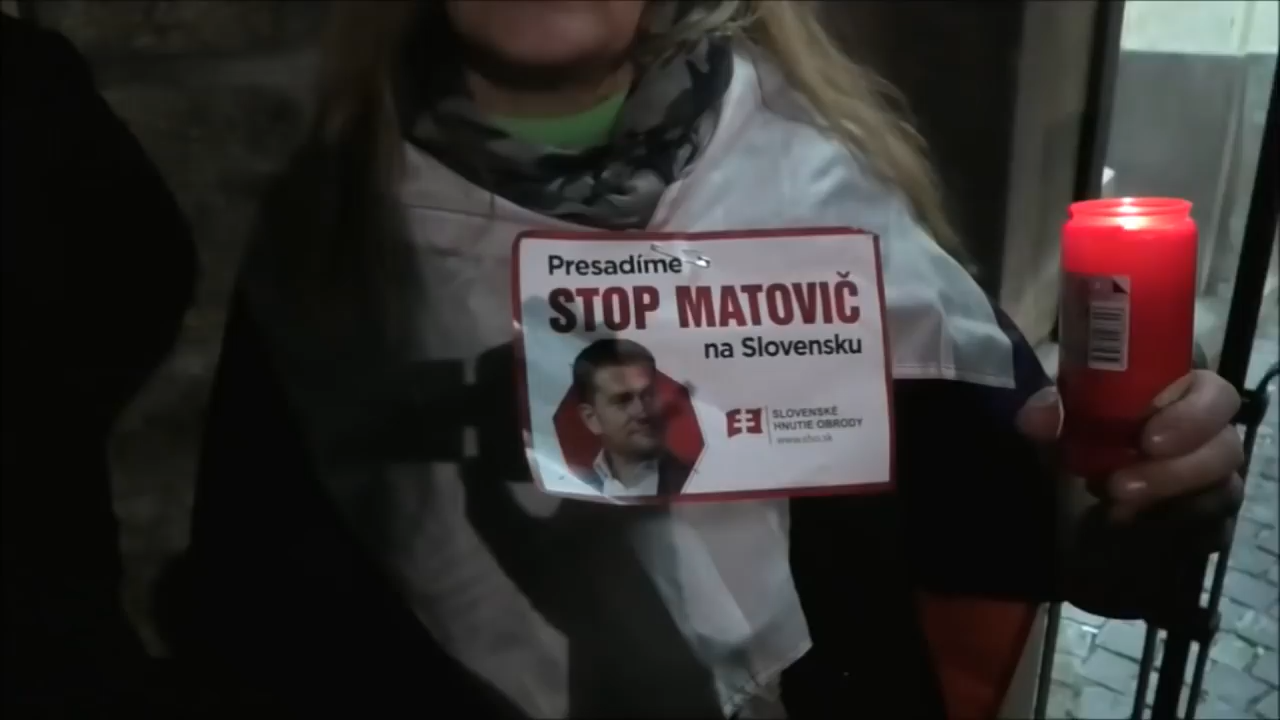 Presadíme
STOP MATOVIČ
na Slovensku
SLOVENSKÉ
HNUTIE OBRODY
www.sho.sk